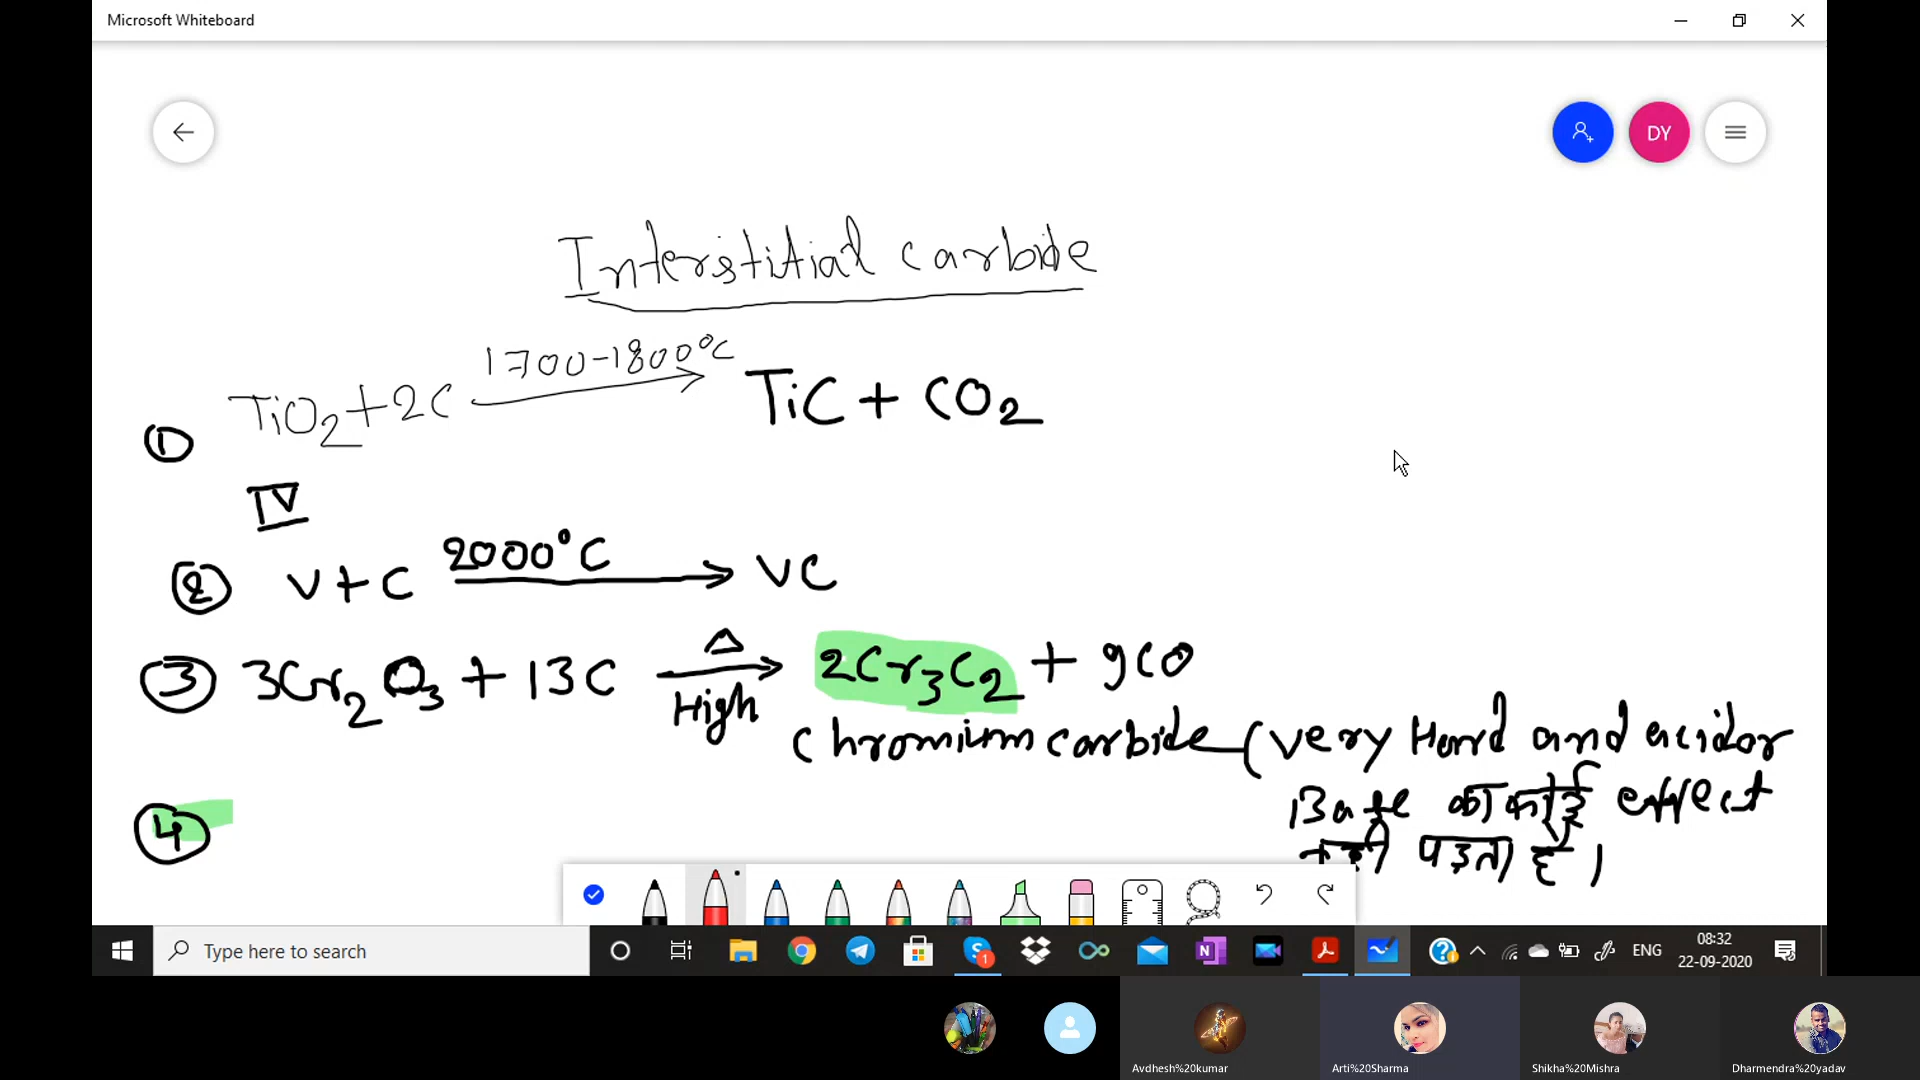 Microsoft Whiteboard
DY
Interstitial carbide
1700-1800°C
① TiO2+2C → TiC + CO2
IV
② V+C 2000°C → VC
Δ
③ 3Cr2O3 + 13C → 2Cr3C2 + 9CO
High
Chromium carbide (very Hard and acid or
Base का कोई effect
नहीं पड़ता है।
④
Type here to search
1
ENG
08:32
22-09-2020
Avdhesh%20kumar
Arti%20Sharma
Shikha%20Mishra
Dharmendra%20yadav